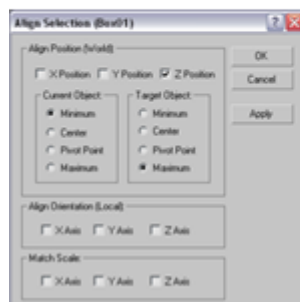 Align Selection (Box01)
Align Position (World)
X Position Y Position Z Position
Current Object: Target Object:
Minimum Minimum
Center Center
Pivot Point Pivot Point
Maximum Maximum
OK
Cancel
Apply
Align Orientation (Local)
X Axis Y Axis Z Axis
Match Scale:
X Axis Y Axis Z Axis